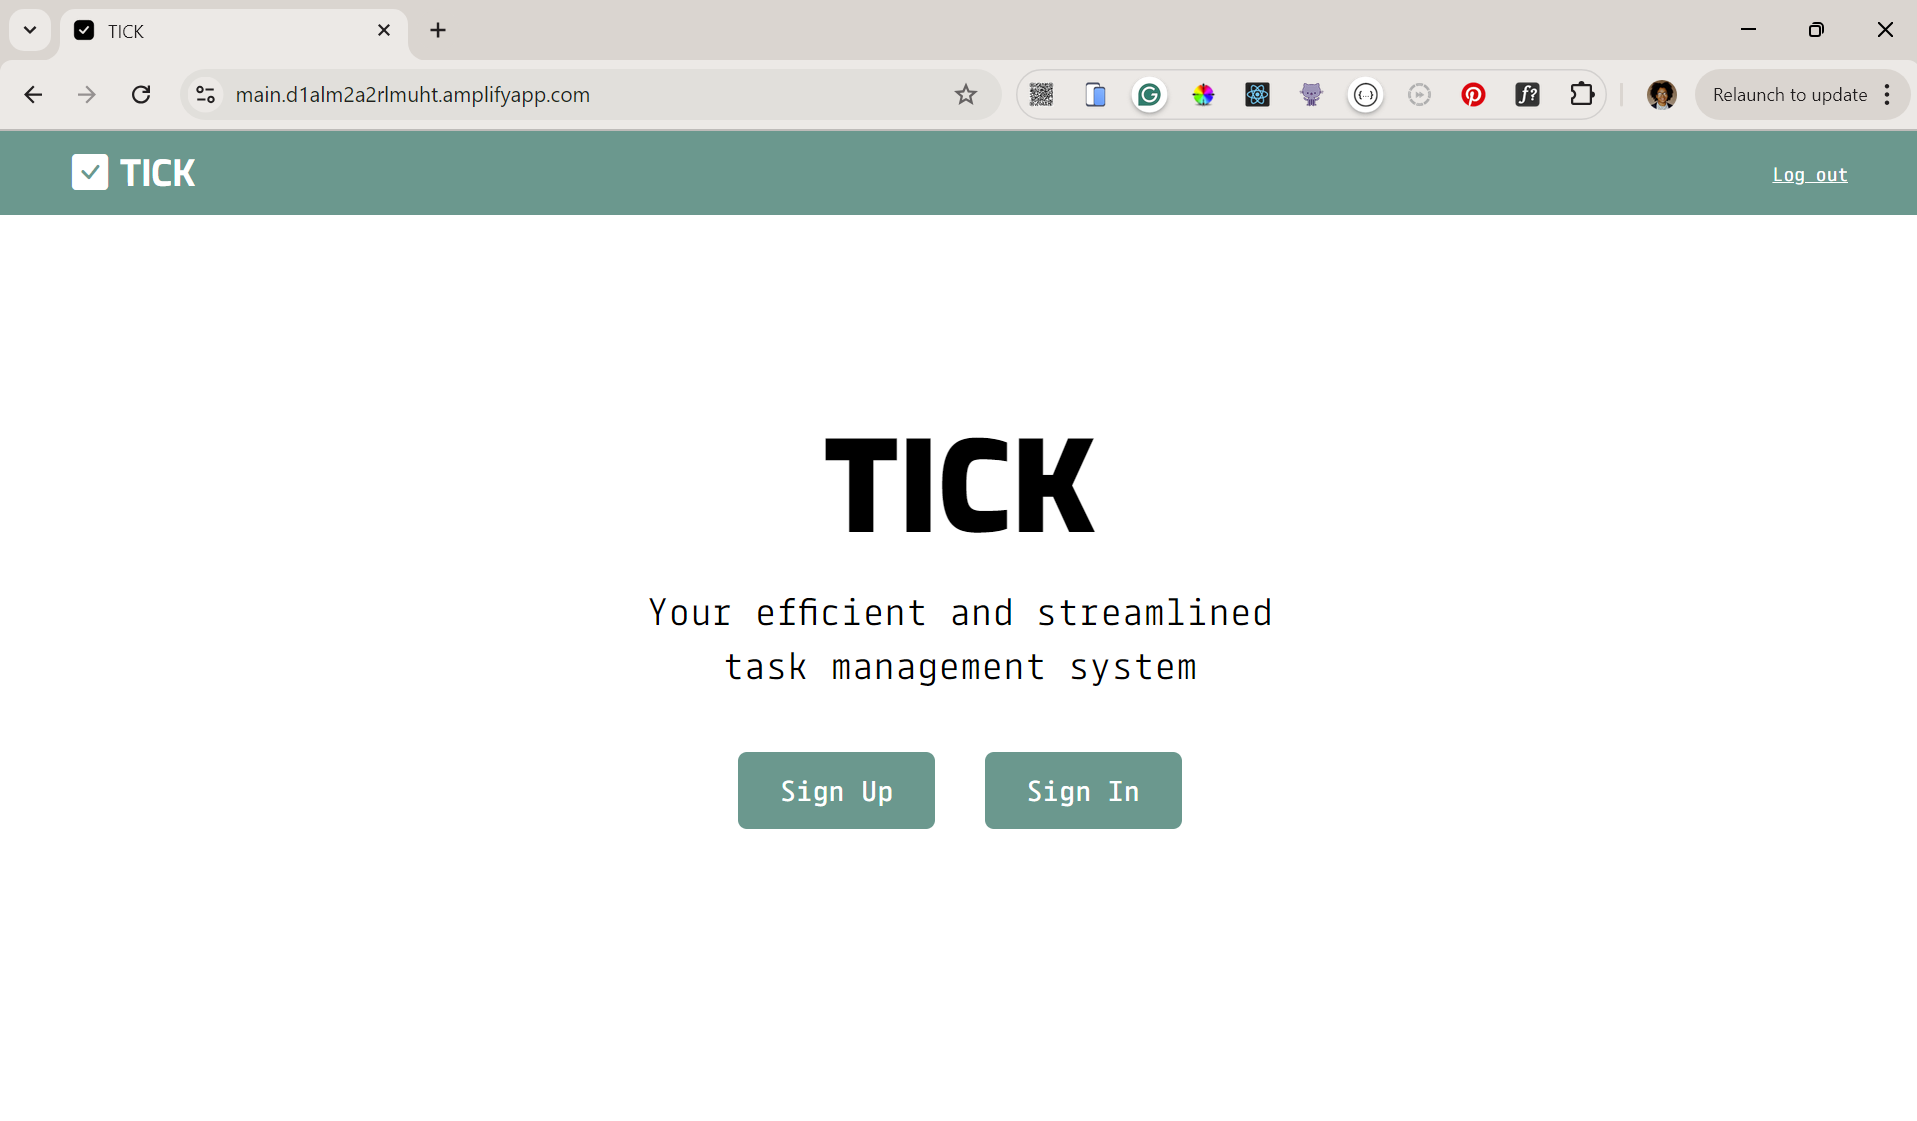 TICK
main.d1alm2a2rlmuht.amplifyapp.com
Relaunch to update
TICK
Log out
TICK
Your efficient and streamlined
task management system
Sign Up
Sign In